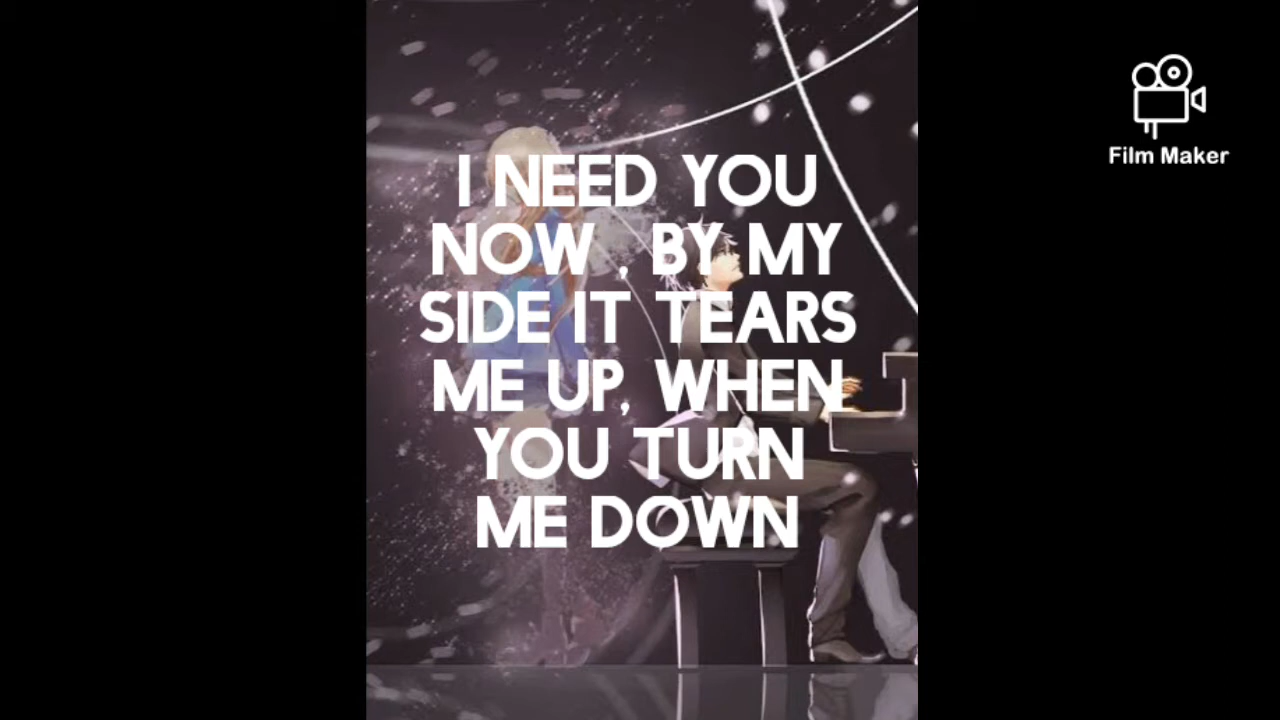 I NEED YOU
NOW , BY MY
SIDE IT TEARS
ME UP, WHEN
YOU TURN
ME DOWN
Film Maker